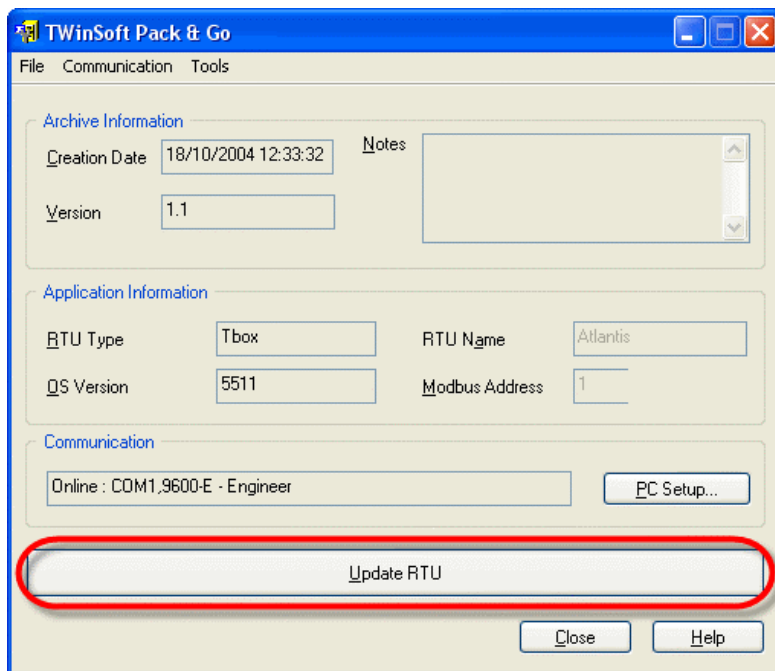 TWinSoft Pack & Go
File Communication Tools
Archive Information
Creation Date 18/10/2004 12:33:32 Notes
Version 1.1
Application Information
RTU Type Tbox RTU Name Atlantis
OS Version 5511 Modbus Address 1
Communication
Online : COM1,9600-E - Engineer PC Setup...
Update RTU
Close Help